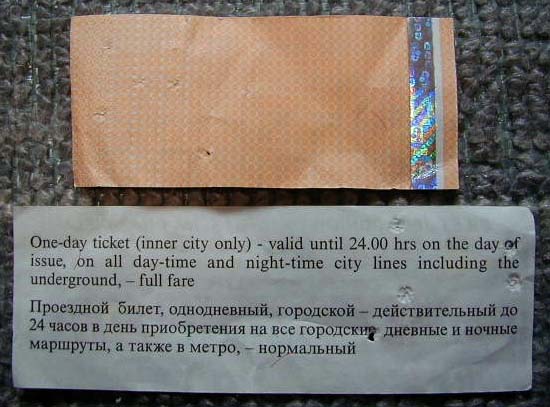 One-day ticket (inner city only) - valid until 24.00 hrs on the day of
issue, on all day-time and night-time city lines including the
underground, – full fare
Проездной билет, однодневный, городской – действительный до
24 часов в день приобретения на все городские дневные и ночные
маршруты, а также в метро, – нормальный